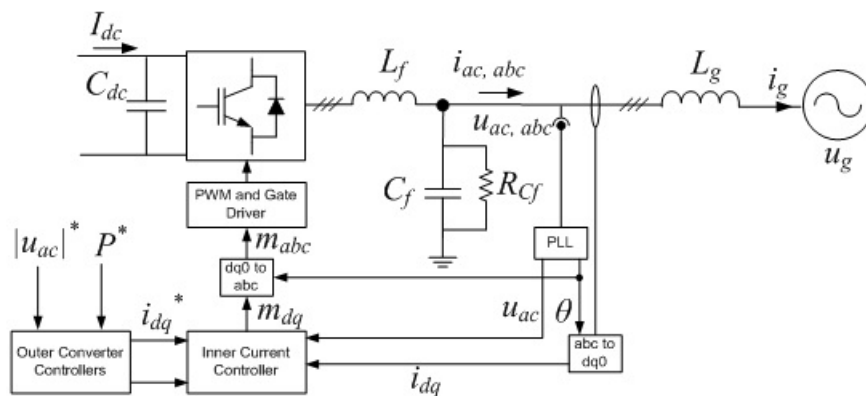 I_dc
C_dc
L_f
i_ac, abc
L_g
i_g
u_ac, abc
u_g
C_f
R_Cf
PWM and Gate
Driver
PLL
m_abc
|u_ac|*
P*
dq0 to
abc
i_dq*
m_dq
u_ac
θ
Outer Converter
Controllers
Inner Current
Controller
abc to
dq0
i_dq